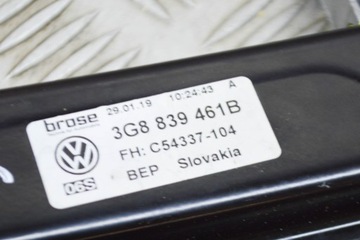 brose 29.01.19 10:24:43 A
3G8 839 461B
FH: C54337-104
06S BEP Slovakia